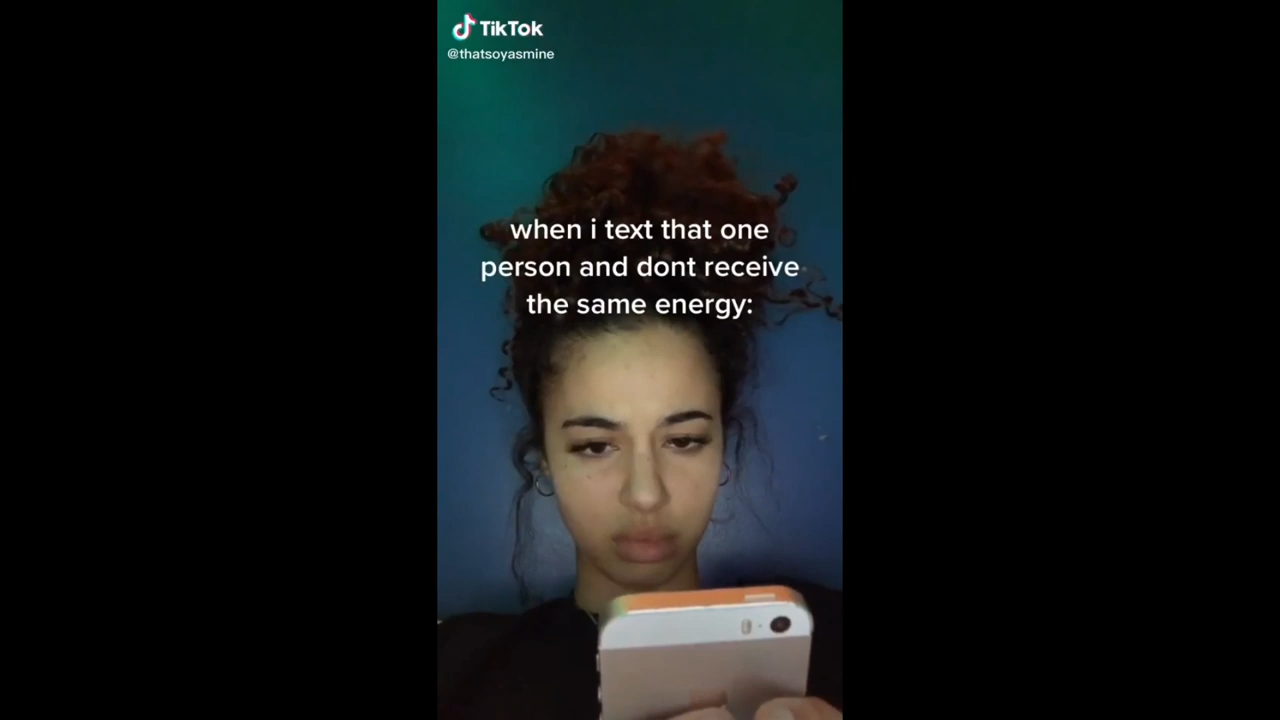 TikTok
@thatsoyasmine
when i text that one
person and dont receive
the same energy: